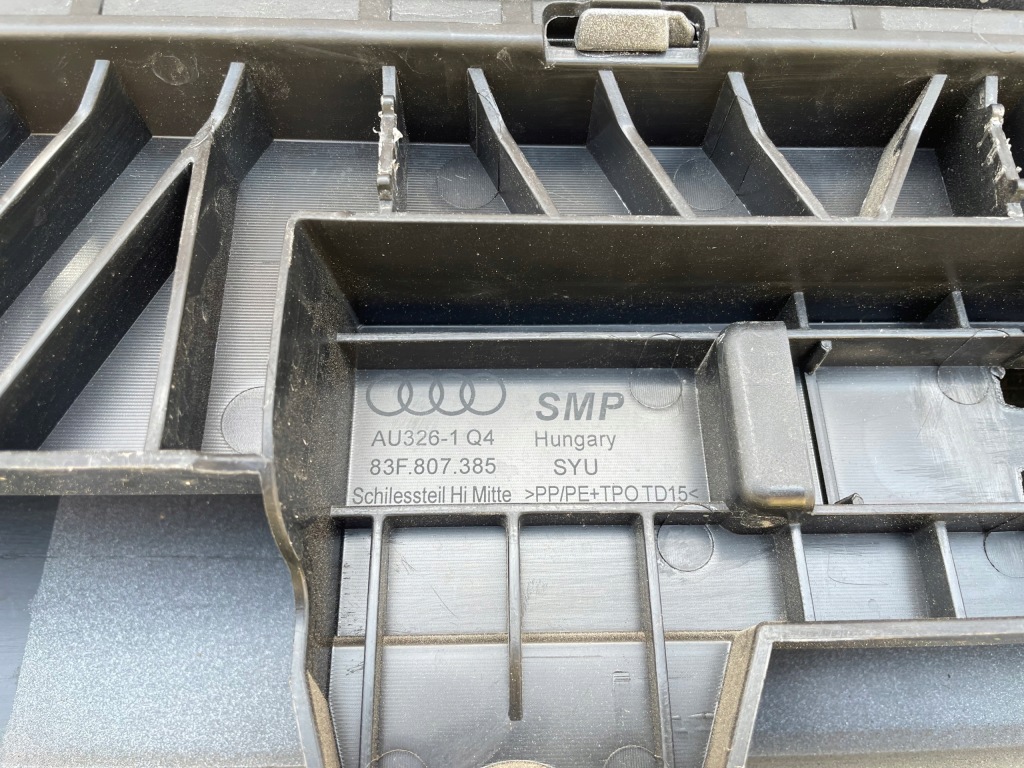 SMP
AU326-1 Q4 Hungary
83F.807.385 SYU
Schilessteil Hi Mitte >PP/PE+TPO TD15<